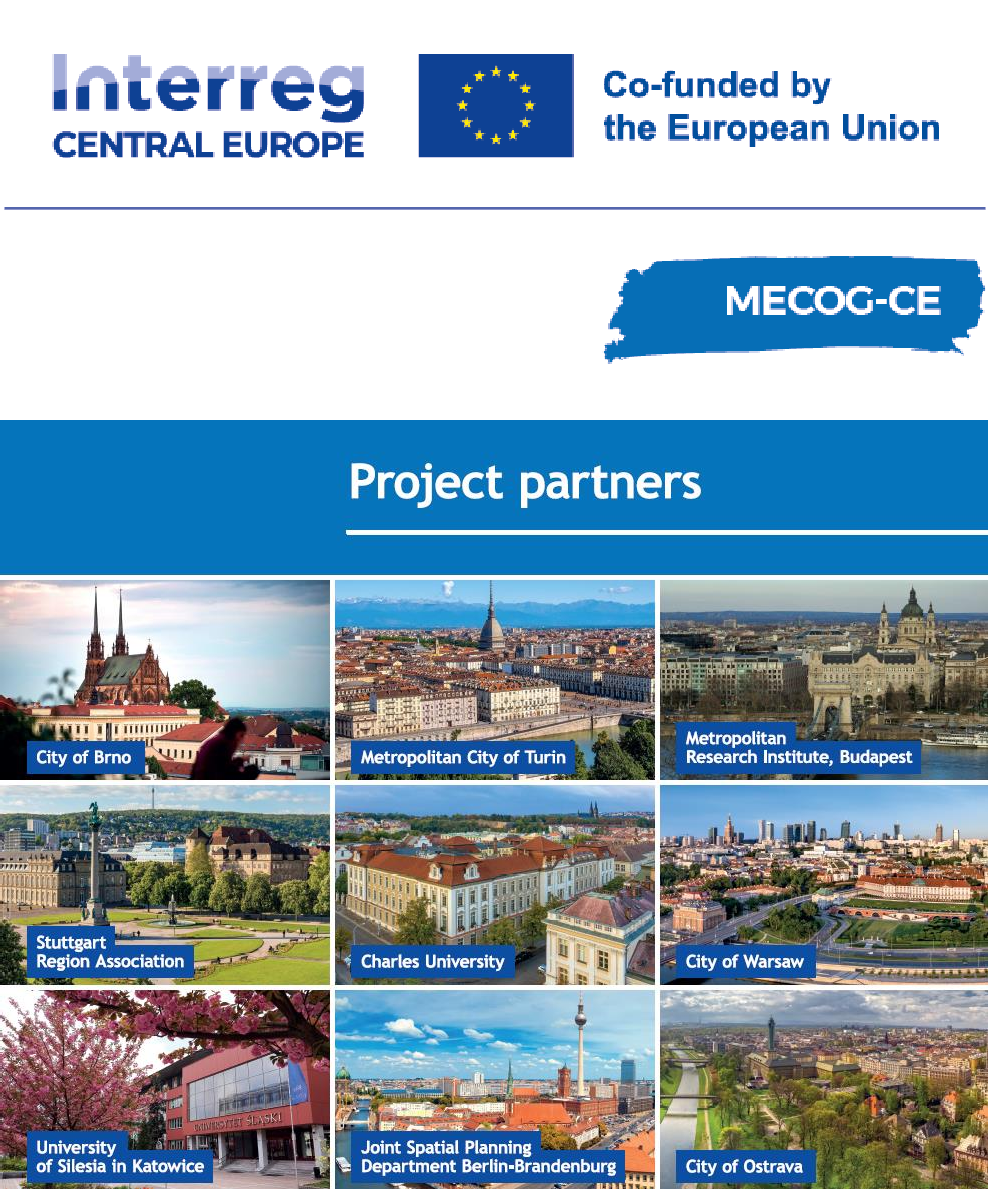 Interreg
CENTRAL EUROPE
Co-funded by
the European Union
MECOG-CE
Project partners
City of Brno
Metropolitan City of Turin
Metropolitan
Research Institute, Budapest
Stuttgart
Region Association
Charles University
City of Warsaw
UNIWERSYTET ŚLĄSKI
University
of Silesia in Katowice
Joint Spatial Planning
Department Berlin-Brandenburg
City of Ostrava